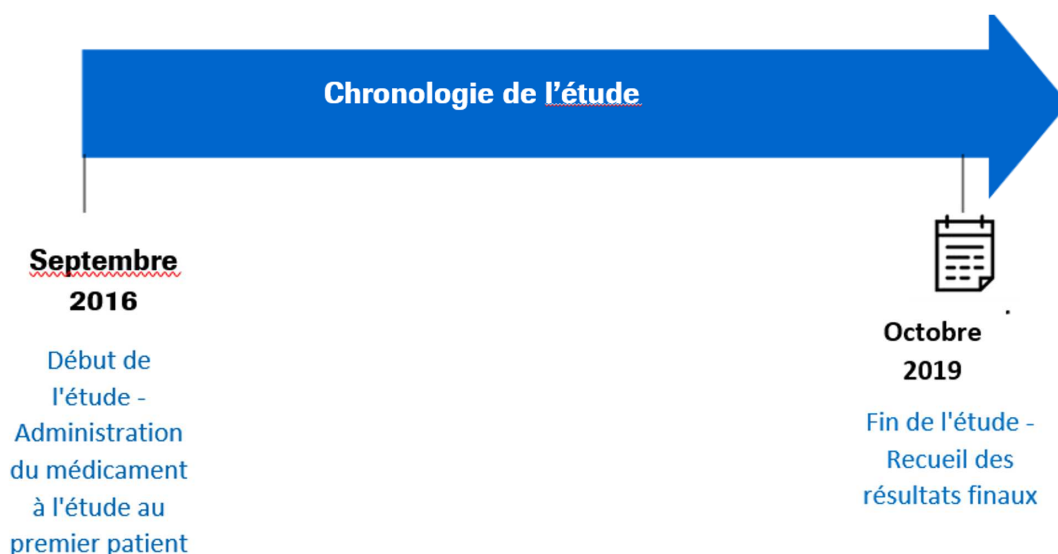 Chronologie de l'étude
Septembre
2016
Début de
l'étude -
Administration
du médicament
à l'étude au
premier patient
Octobre
2019
Fin de l'étude -
Recueil des
résultats finaux